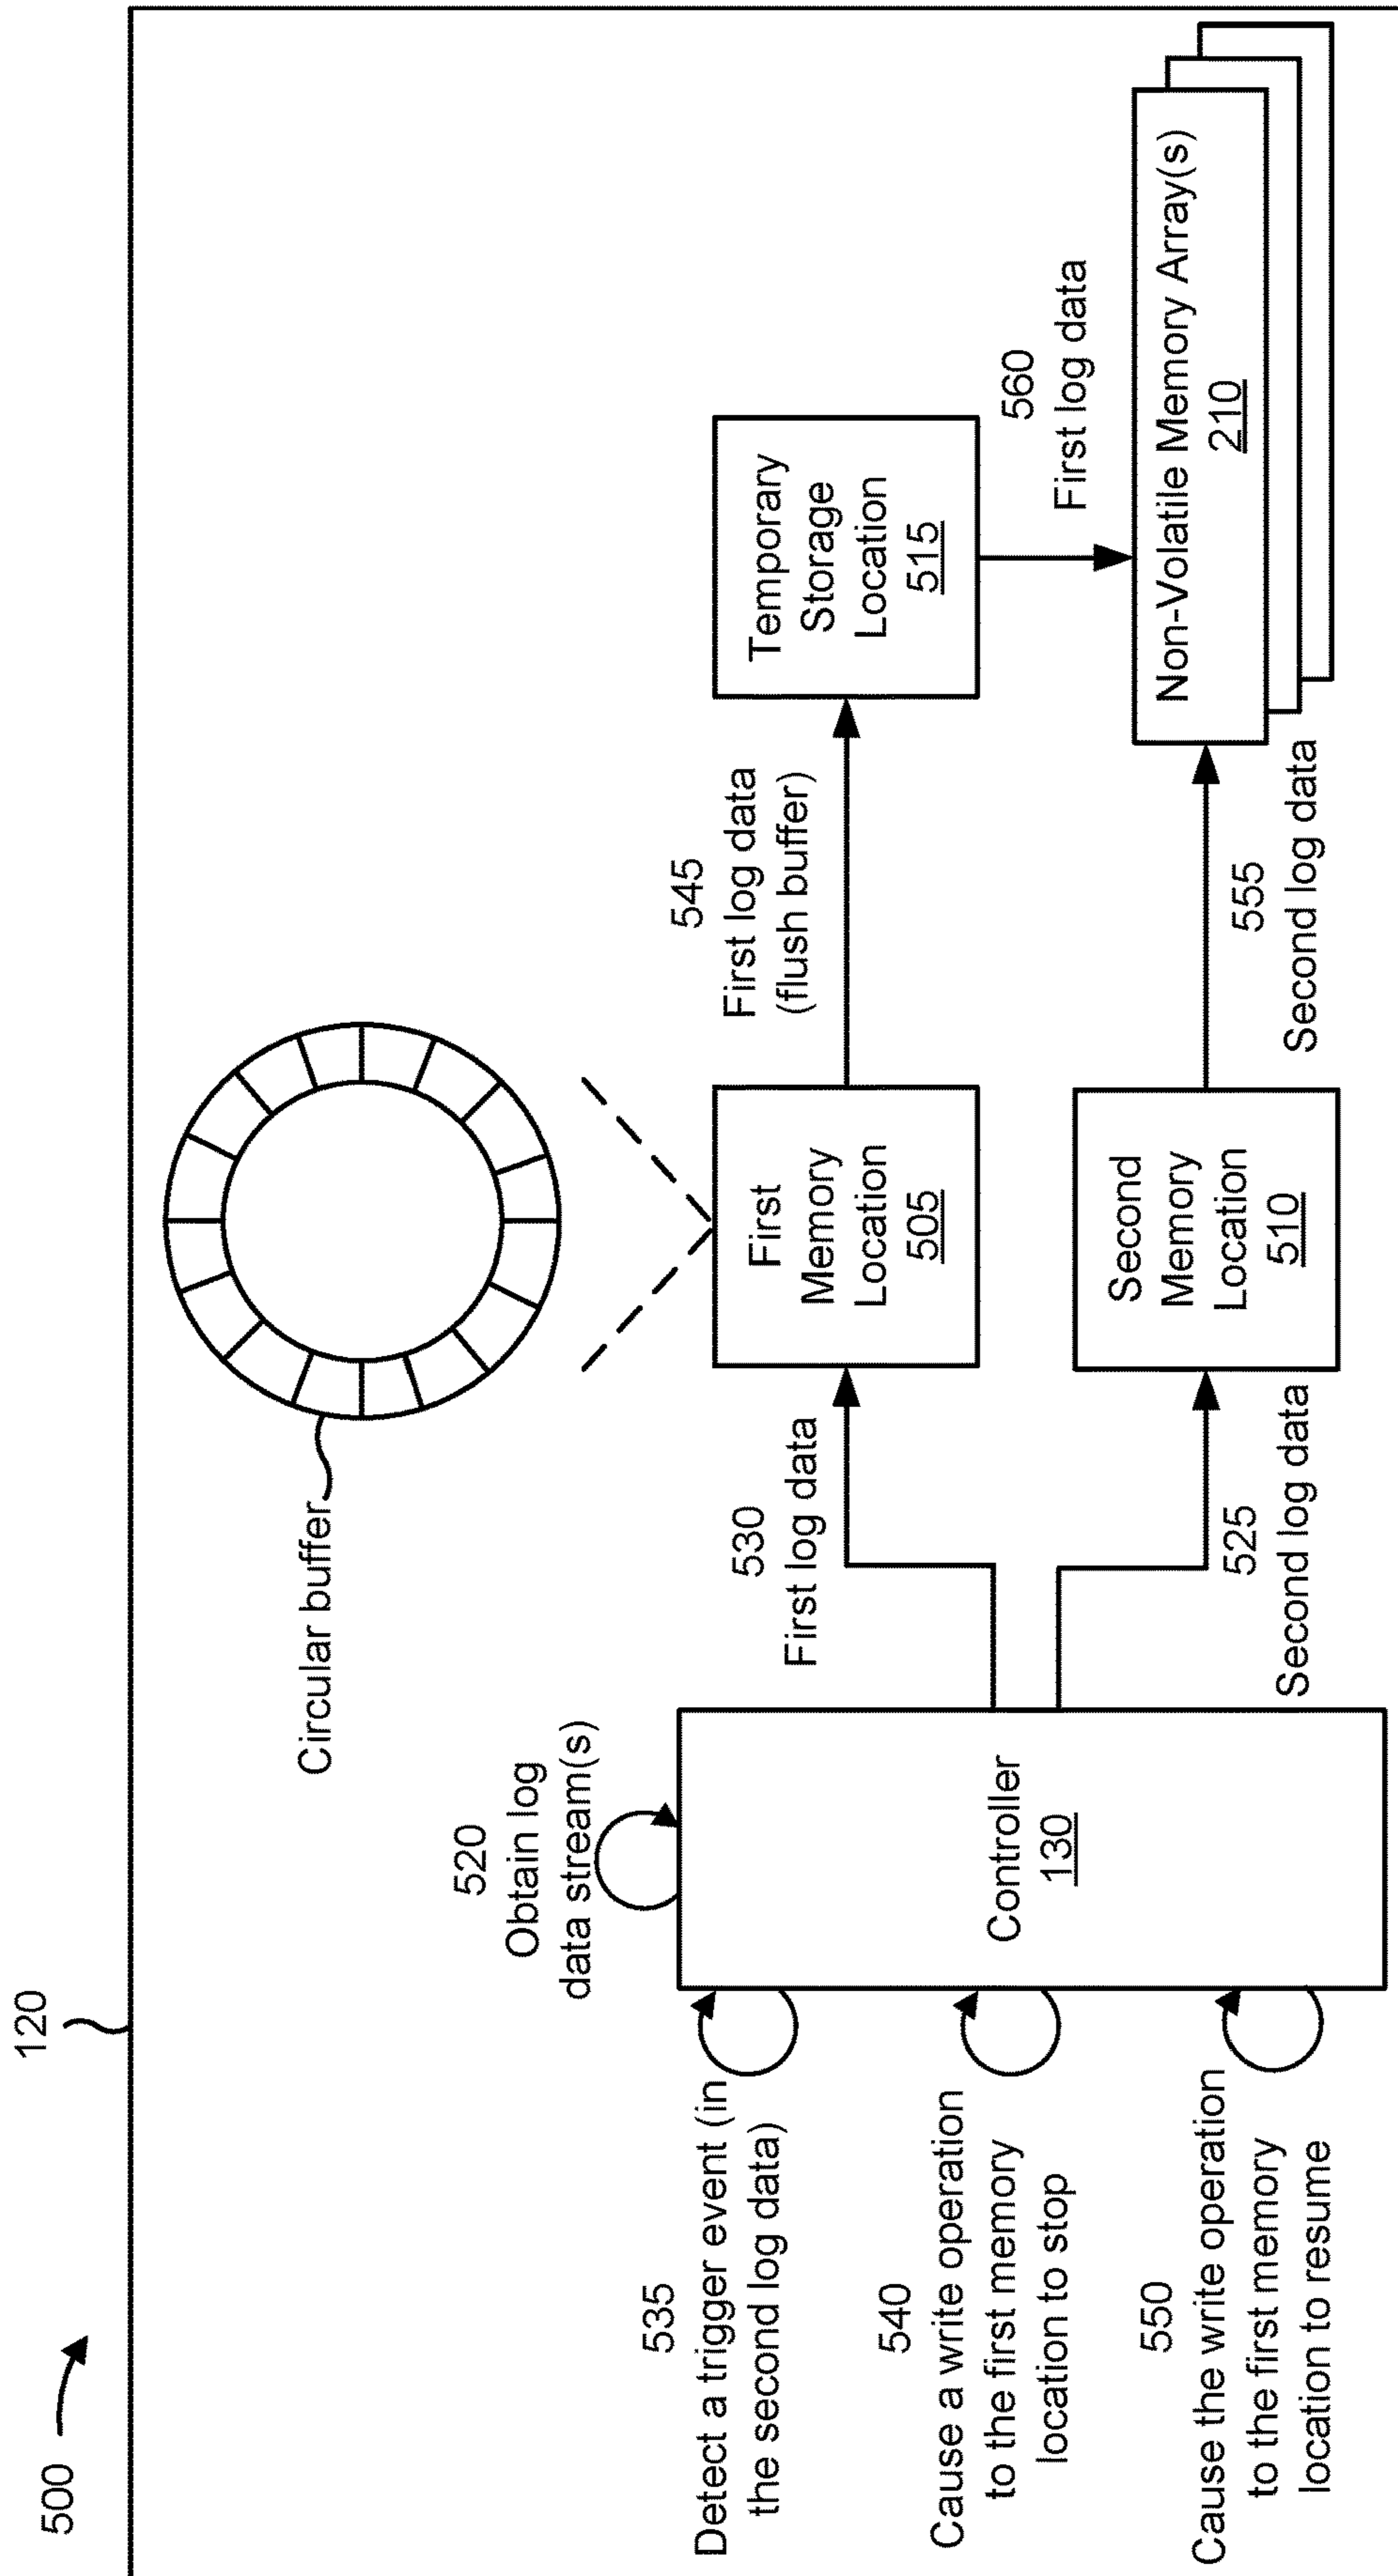 500
120
520
Obtain log
data stream(s)
535
Detect a trigger event (in
the second log data)
540
Cause a write operation
to the first memory
location to stop
550
Cause the write operation
to the first memory
location to resume
Controller
130
Circular buffer
530
First log data
525
Second log data
First
Memory
Location
505
Second
Memory
Location
510
545
First log data
(flush buffer)
555
Second log data
Temporary
Storage
Location
515
560
First log data
Non-Volatile Memory Array(s)
210